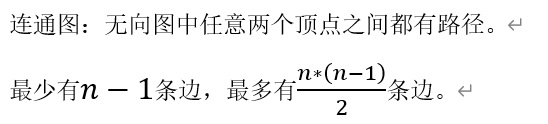 连通图：无向图中任意两个顶点之间都有路径。↵
最少有n − 1条边，最多有\frac{n*(n-1)}{2}条边。↵